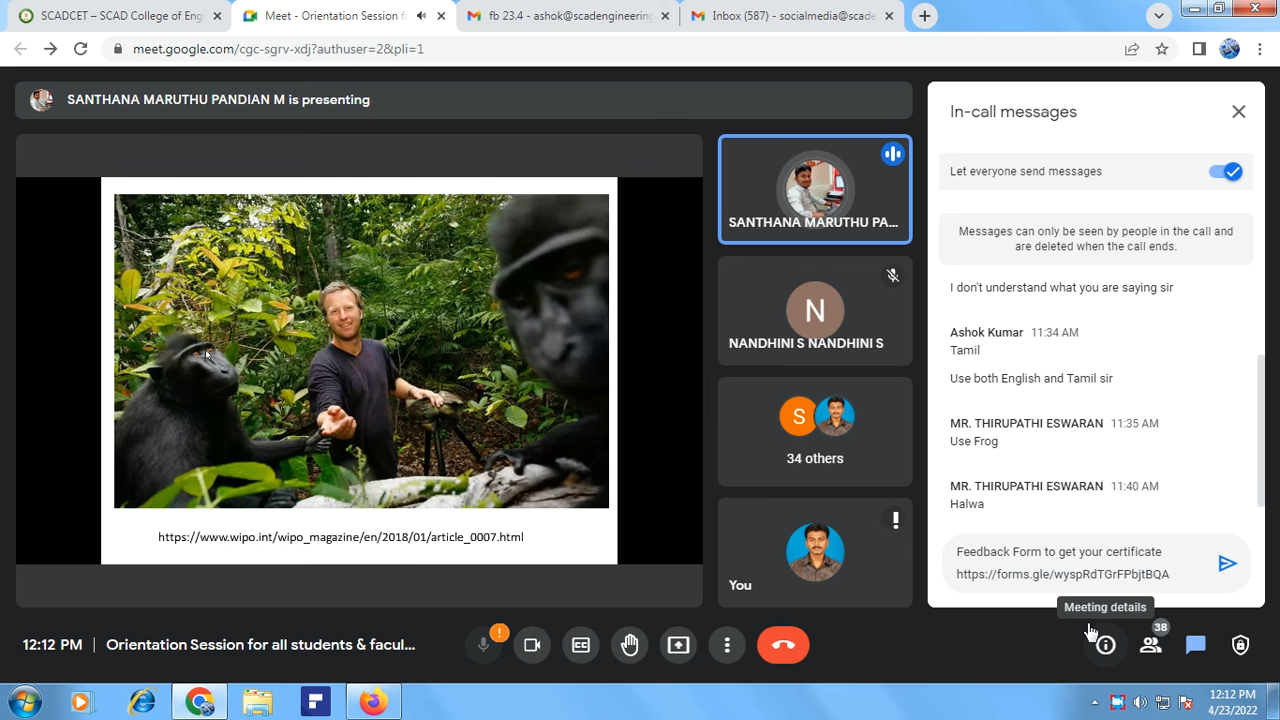 SCADCET – SCAD College of Eng
Meet - Orientation Session f
fb 23.4 - ashok@scadengineering
Inbox (587) - socialmedia@scade
meet.google.com/cgc-sgrv-xdj?authuser=2&pli=1
SANTHANA MARUTHU PANDIAN M is presenting
https://www.wipo.int/wipo_magazine/en/2018/01/article_0007.html
SANTHANA MARUTHU PA...
N
NANDHINI S NANDHINI S
S
34 others
You
In-call messages
Let everyone send messages
Messages can only be seen by people in the call and
are deleted when the call ends.
I don't understand what you are saying sir
Ashok Kumar 11:34 AM
Tamil
Use both English and Tamil sir
MR. THIRUPATHI ESWARAN 11:35 AM
Use Frog
MR. THIRUPATHI ESWARAN 11:40 AM
Halwa
Feedback Form to get your certificate
https://forms.gle/wyspRdTGrFPbjtBQA
Meeting details
12:12 PM | Orientation Session for all students & facul...
38
12:12 PM
4/23/2022